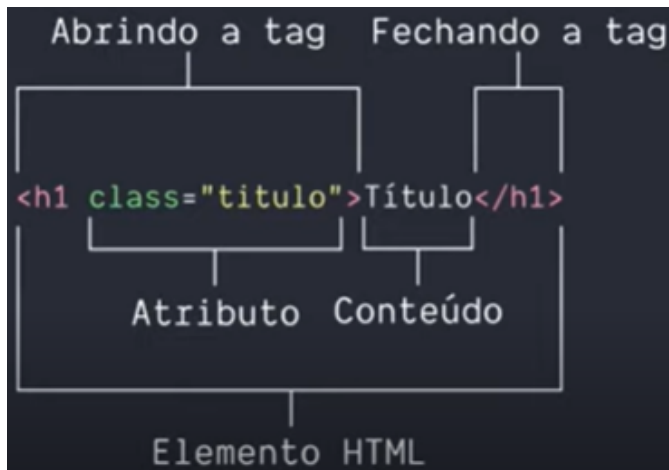 Abrindo a tag Fechando a tag
<h1 class="titulo">Título</h1>
Atributo Conteúdo
Elemento HTML